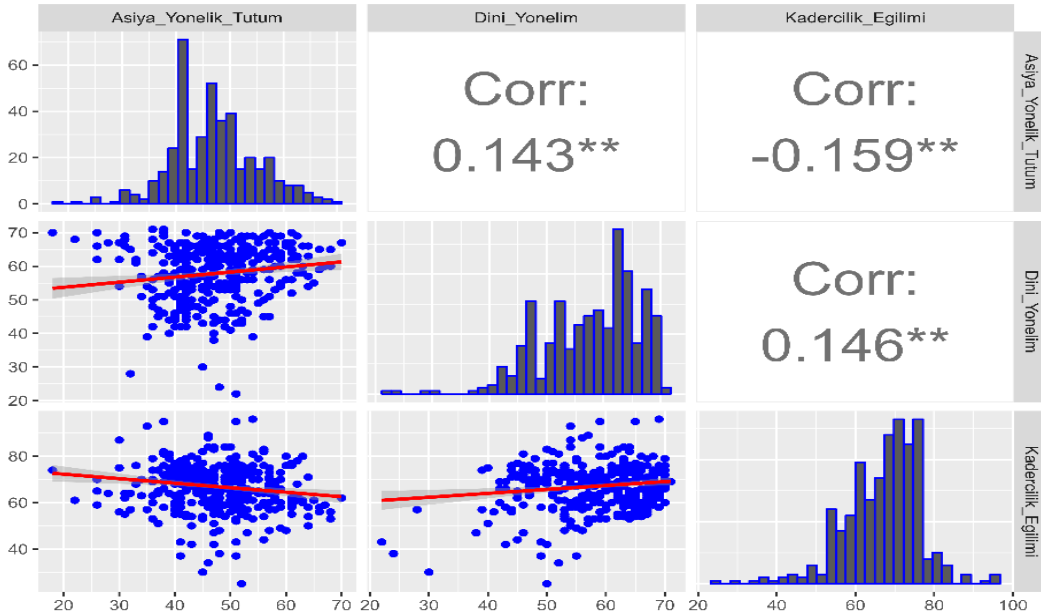 Asiya_Yonelik_Tutum
Dini_Yonelim
Kadercilik_Egilimi
60
40
20
0
Corr:
0.143**
Corr:
-0.159**
Asiya_Yonelik_Tutum
70
60
50
40
30
20
Corr:
0.146**
Dini_Yonelim
80
60
40
Kadercilik_Egilimi
20 30 40 50 60 70
20 30 40 50 60 70
20 40 60 80 100